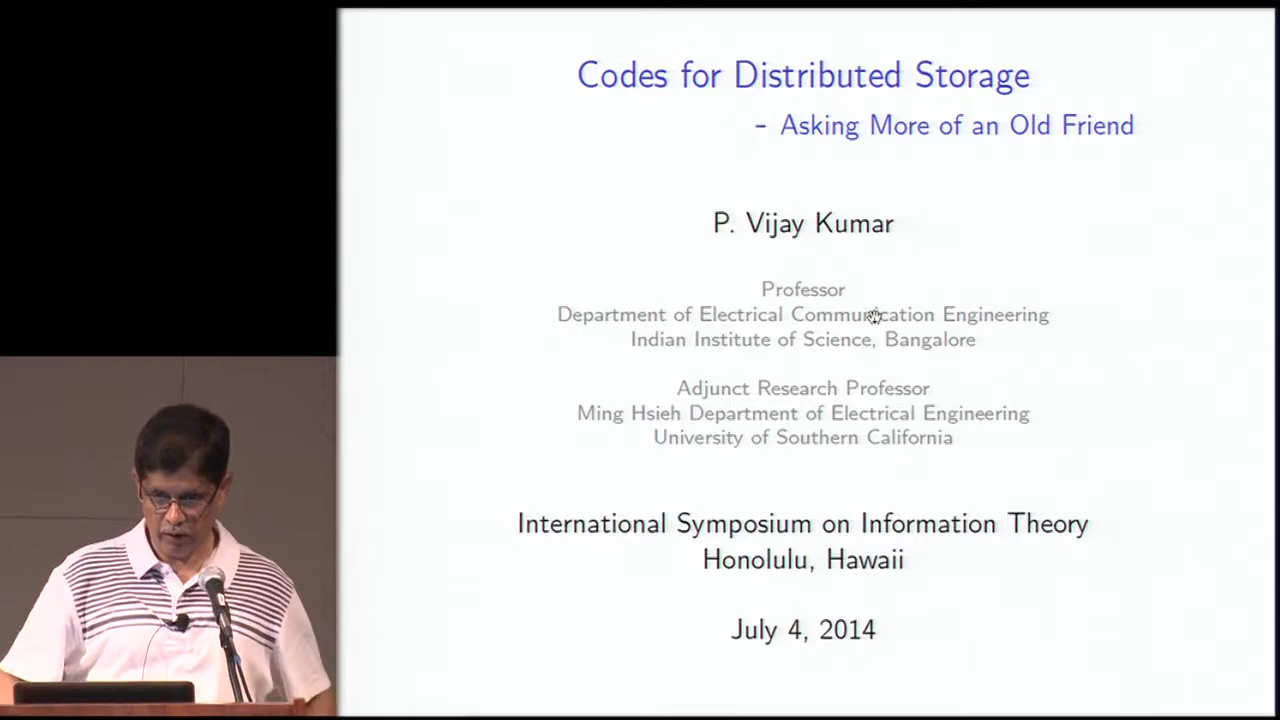 Codes for Distributed Storage
- Asking More of an Old Friend
P. Vijay Kumar
Professor
Department of Electrical Communication Engineering
Indian Institute of Science, Bangalore
Adjunct Research Professor
Ming Hsieh Department of Electrical Engineering
University of Southern California
International Symposium on Information Theory
Honolulu, Hawaii
July 4, 2014